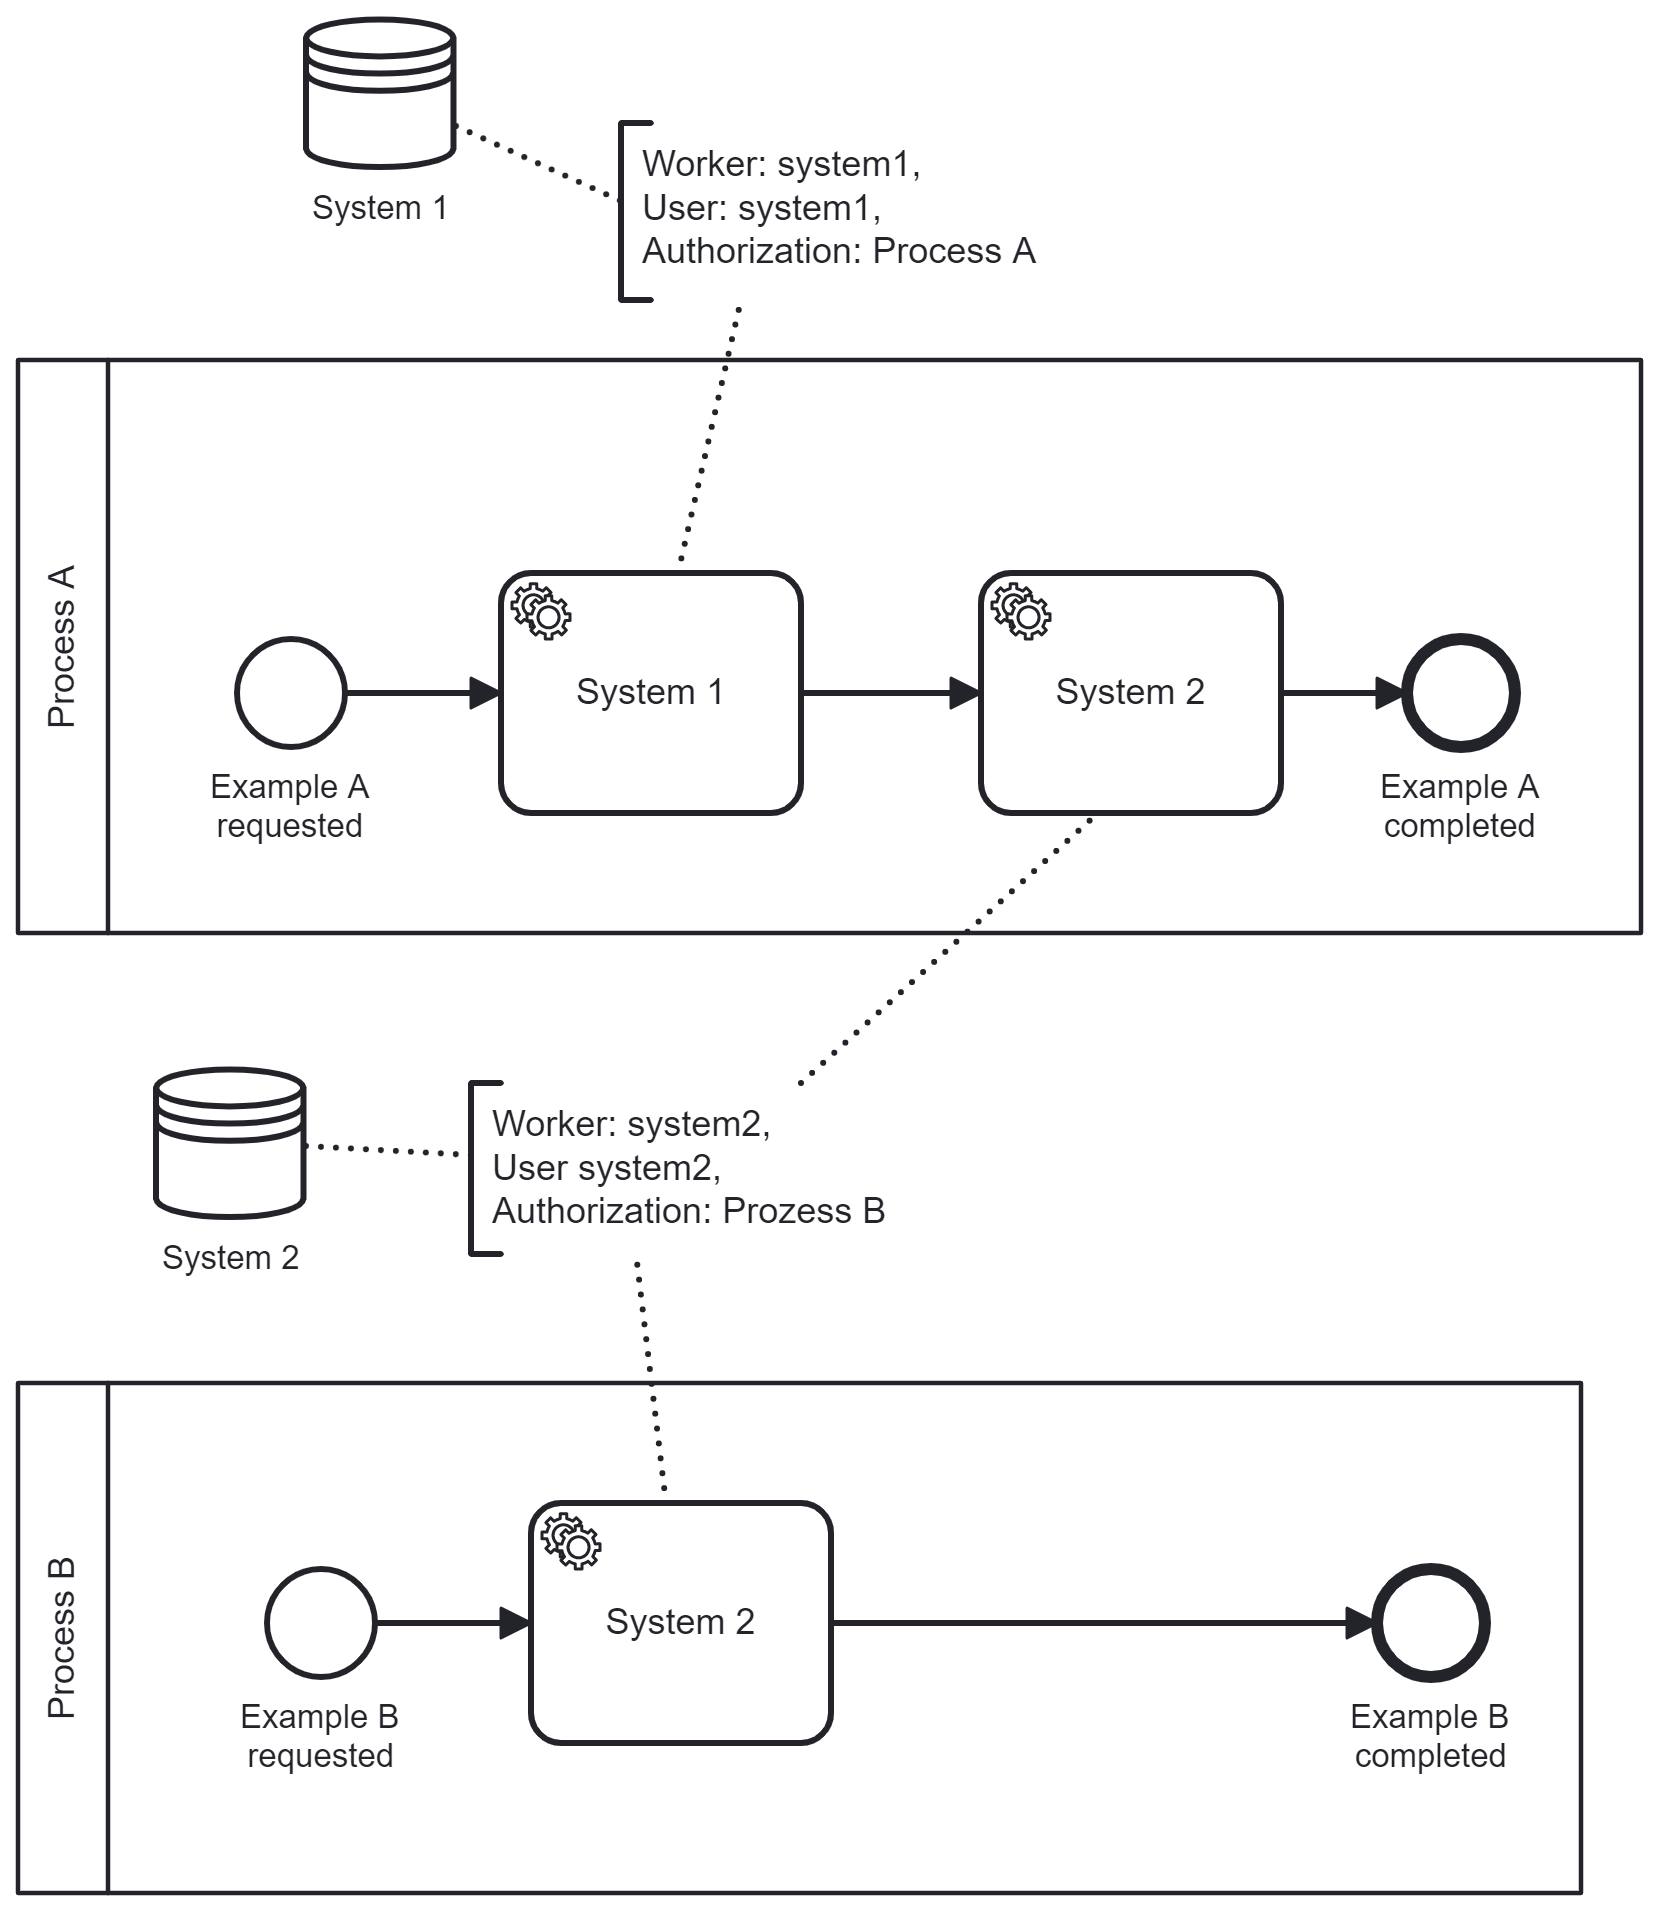 System 1
Worker: system1,
User: system1,
Authorization: Process A
Process A
System 1
System 2
Example A
requested
Example A
completed
System 2
Worker: system2,
User system2,
Authorization: Prozess B
Process B
System 2
Example B
requested
Example B
completed